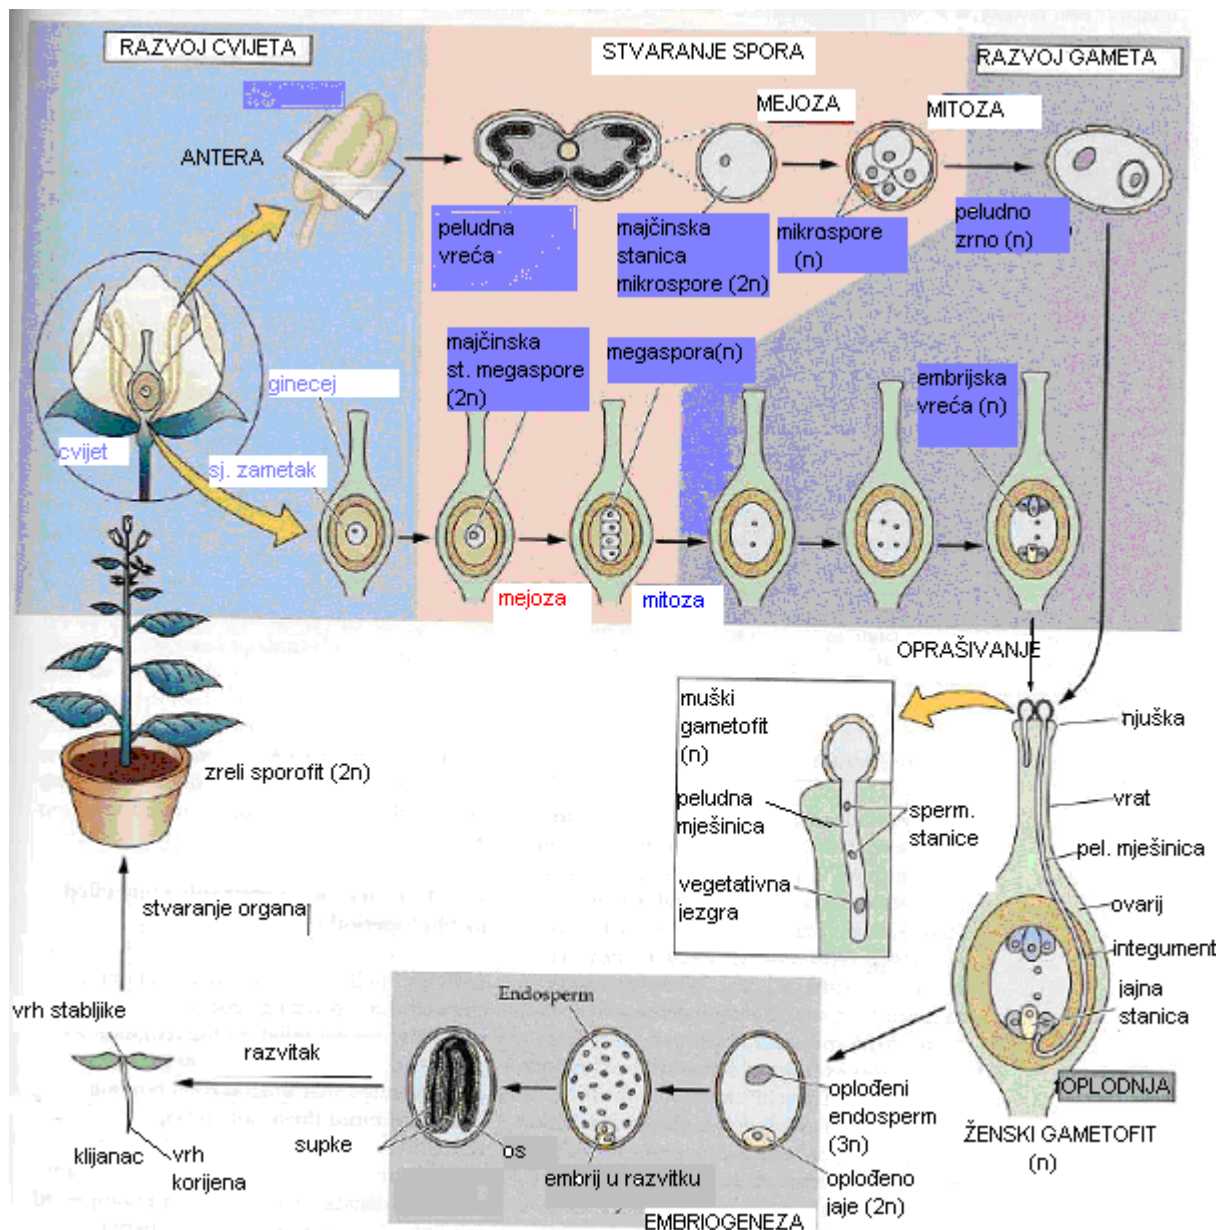 RAZVOJ CVIJETA
STVARANJE SPORA
RAZVOJ GAMETA
MEJOZA
MITOZA
ANTERA
peludna
vreća
majčinska
stanica
mikrospore (2n)
mikraspore
(n)
peludno
zrno (n)
majčinska
st. megaspore
(2n)
megaspora(n)
embrijska
vreća (n)
ginecej
cvijet
sj. zametak
mejoza
mitoza
OPRAŠIVANJE
muški
gametofit
(n)
peludna
mješinica
sperm.
stanice
vegetativna
jezgra
njuška
vrat
pel. mješinica
ovarij
integument
jajna
stanica
OPLODNJA
ŽENSKI GAMETOFIT
(n)
zreli sporofit (2n)
stvaranje organa
vrh stabljike
razvitak
klijanac
vrh
korijena
Endosperm
supke
os
embrij u razvitku
oplođeni
endosperm
(3n)
oplođeno
jaje (2n)
EMBRIOGENEZA